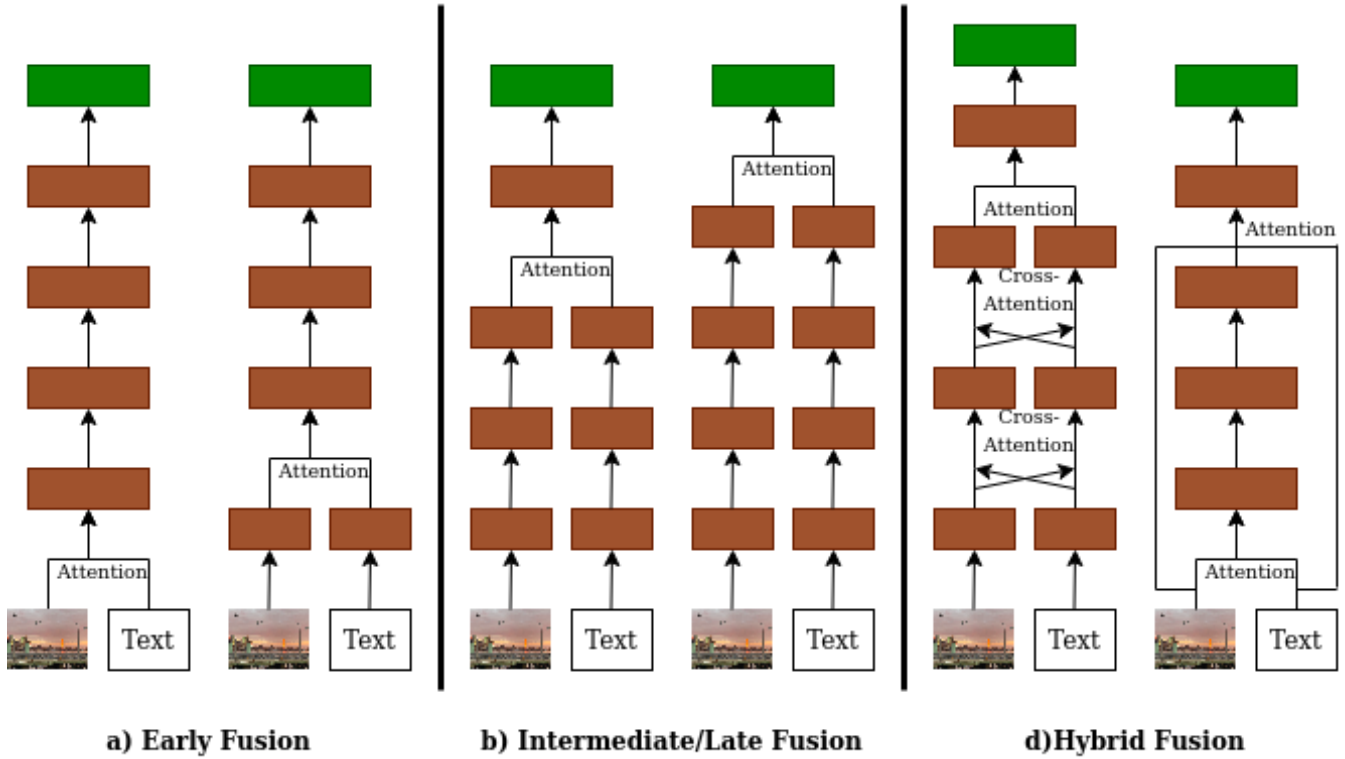 Attention
Text
Attention
Text
a) Early Fusion
Attention
Text
Attention
Text
b) Intermediate/Late Fusion
Attention
Cross-
Attention
Cross-
Attention
Text
Attention
Attention
Text
d)Hybrid Fusion